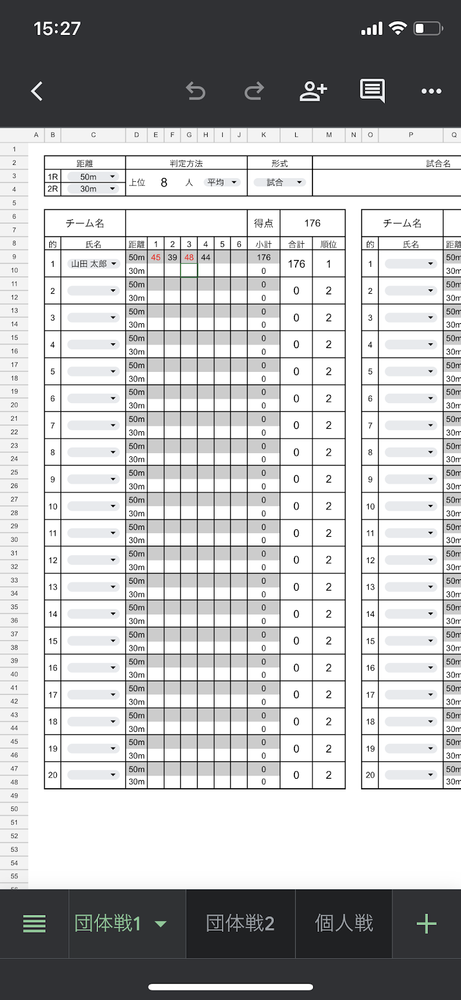 15:27
A B C D E F G H I J K L M N O P Q
1
2 距離 判定方法 形式 試合名
3 1R 50m 上位 8 人 平均 試合
4 2R 30m
5
6 チーム名 得点 176 チーム名
7
8 的 氏名 距離 1 2 3 4 5 6 小計 合計 順位 的 氏名 距離
9 1 山田 太郎 50m 45 39 48 44 176 176 1 1 50m
10 30m 0 30m
11 2 50m 0 0 2 2 50m
12 30m 0 30m
13 3 50m 0 0 2 3 50m
14 30m 0 30m
15 4 50m 0 0 2 4 50m
16 30m 0 30m
17 5 50m 0 0 2 5 50m
18 30m 0 30m
19 6 50m 0 0 2 6 50m
20 30m 0 30m
21 7 50m 0 0 2 7 50m
22 30m 0 30m
23 8 50m 0 0 2 8 50m
24 30m 0 30m
25 9 50m 0 0 2 9 50m
26 30m 0 30m
27 10 50m 0 0 2 10 50m
28 30m 0 30m
29 11 50m 0 0 2 11 50m
30 30m 0 30m
31 12 50m 0 0 2 12 50m
32 30m 0 30m
33 13 50m 0 0 2 13 50m
34 30m 0 30m
35 14 50m 0 0 2 14 50m
36 30m 0 30m
37 15 50m 0 0 2 15 50m
38 30m 0 30m
39 16 50m 0 0 2 16 50m
40 30m 0 30m
41 17 50m 0 0 2 17 50m
42 30m 0 30m
43 18 50m 0 0 2 18 50m
44 30m 0 30m
45 19 50m 0 0 2 19 50m
46 30m 0 30m
47 20 50m 0 0 2 20 50m
48 30m 0 30m
49
50
51
52
53
54
55
団体戦1 団体戦2 個人戦